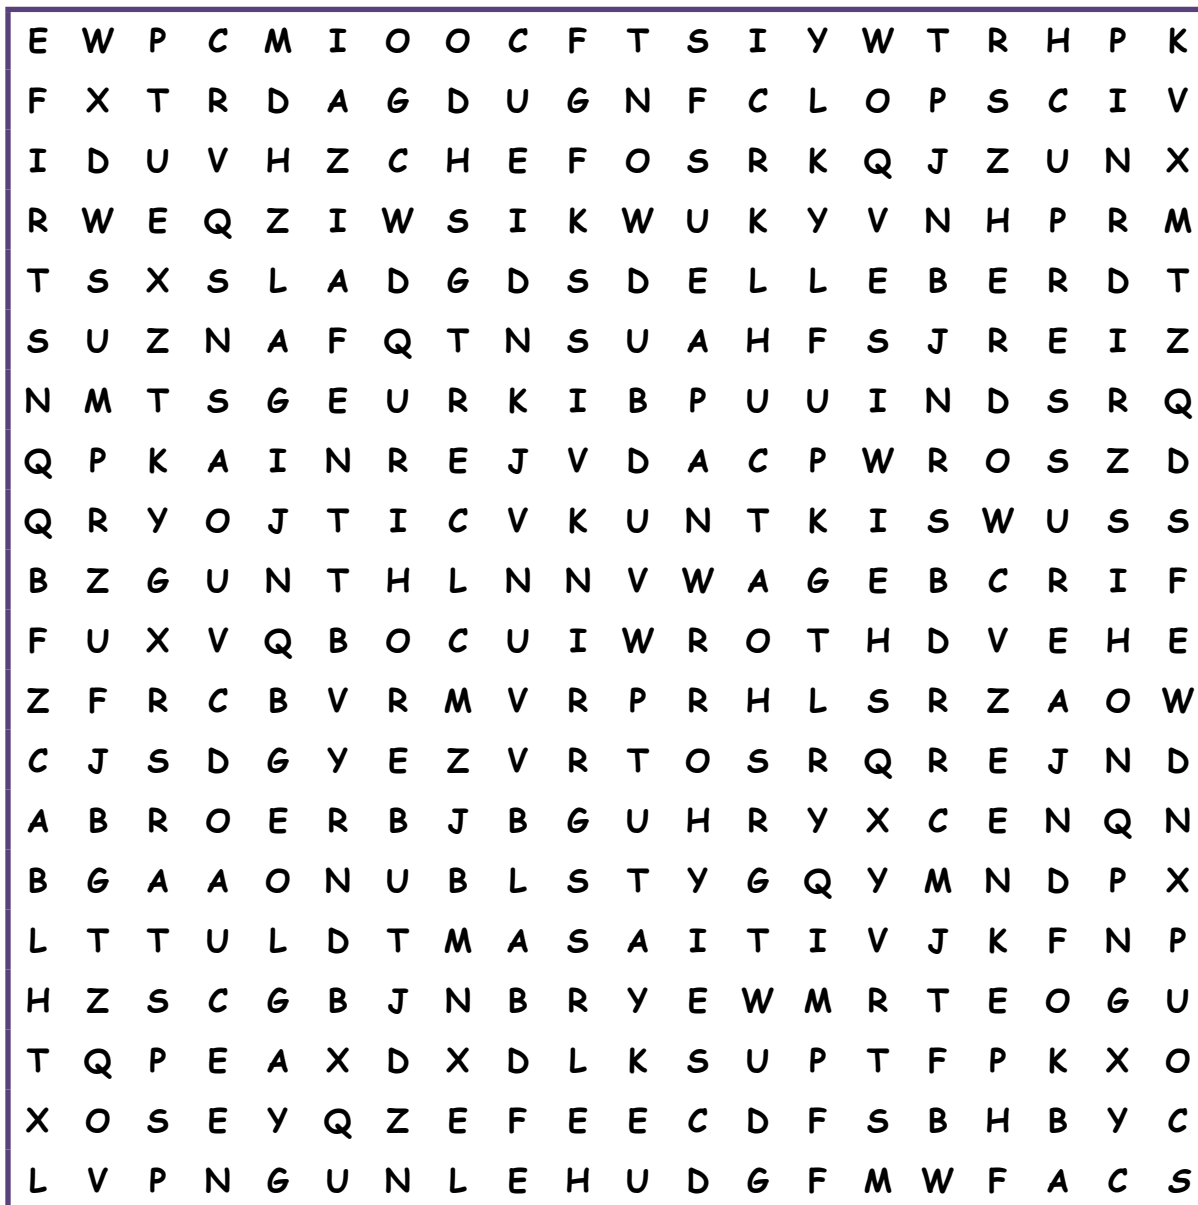 E W P C M I O O C F T S I Y W T R H P K
F X T R D A G D U G N F C L O P S C I V
I D U V H Z C H E F O S R K Q J Z U N X
R W E Q Z I W S I K W U K Y V N H P R M
T S X S L A D G D S D E L L E B E R D T
S U Z N A F Q T N S U A H F S J R E I Z
N M T S G E U R K I B P U U I N D S R Q
Q P K A I N R E J V D A C P W R O S Z D
Q R Y O J T I C V K U N T K I S W U S S
B Z G U N T H L N N V W A G E B C R I F
F U X V Q B O C U I W R O T H D V E H E
Z F R C B V R M V R P R H L S R Z A O W
C J S D G Y E Z V R T O S R Q R E J N D
A B R O E R B J B G U H R Y X C E N Q N
B G A A O N U B L S T Y G Q Y M N D P X
L T T U L D T M A S A I T I V J K F N P
H Z S C G B J N B R Y E W M R T E O G U
T Q P E A X D X D L K S U P T F P K X O
X O S E Y Q Z E F E E C D F S B H B Y C
L V P N G U N L E H U D G F M W F A C S